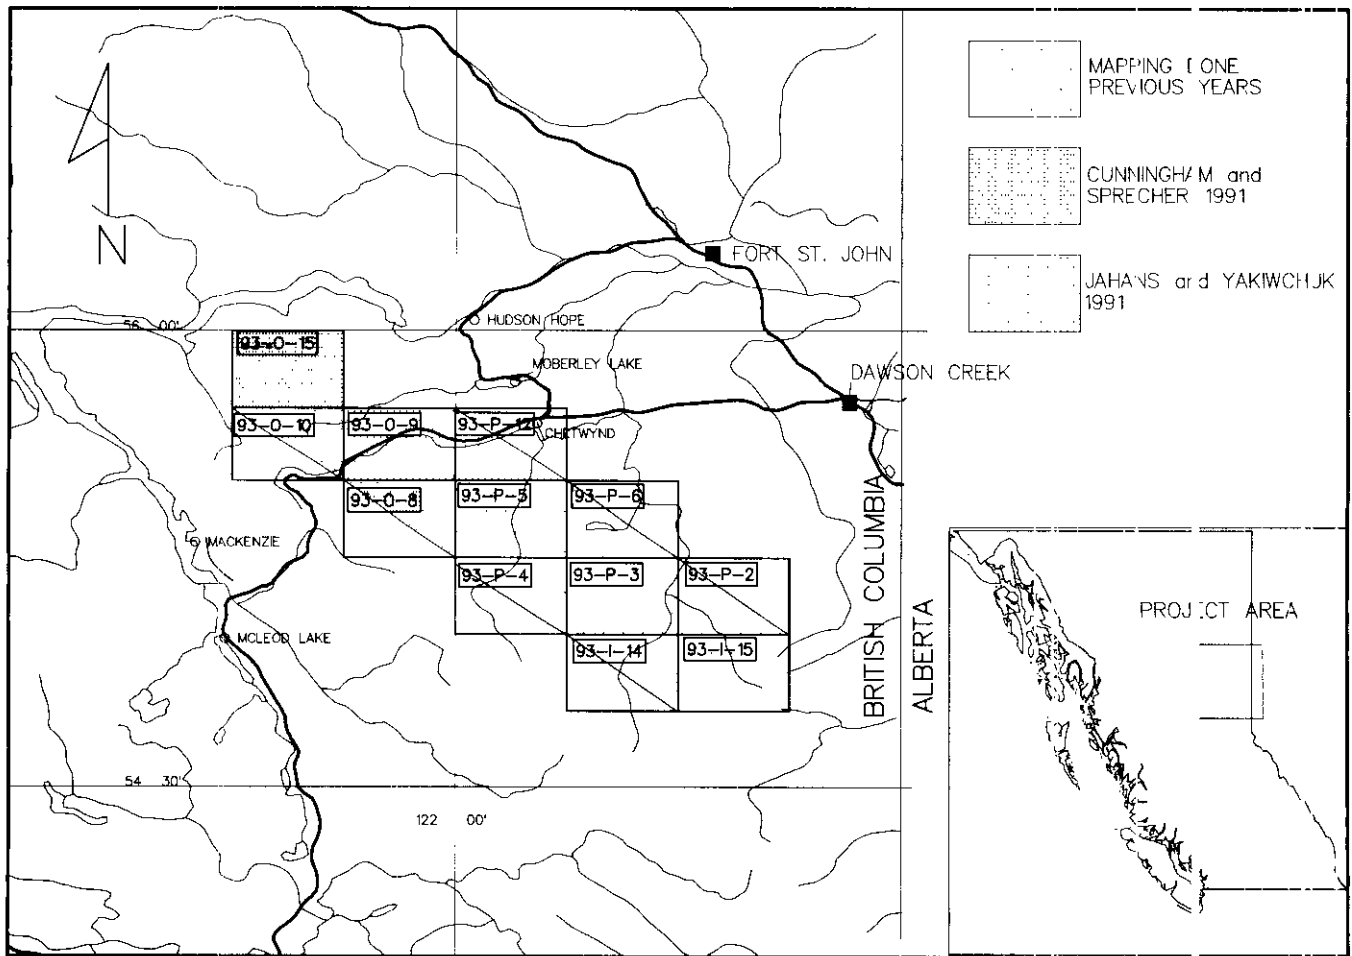 MAPPING DONE
PREVIOUS YEARS
CUNNINGHAM and
SPRECHER 1991
JAHANS and YAKIWCHUK
1991
N
FORT ST. JOHN
HUDSON HOPE
56 00'
MOBERLEY LAKE
DAWSON CREEK
93-O-15
93-O-10
93-O-9
93-P-12
CHETWYND
93-O-8
93-P-5
93-P-6
MACKENZIE
93-P-4
93-P-3
93-P-2
MCLEOD LAKE
93-I-14
93-I-15
BRITISH COLUMBIA
ALBERTA
PROJECT AREA
54 30'
122 00'